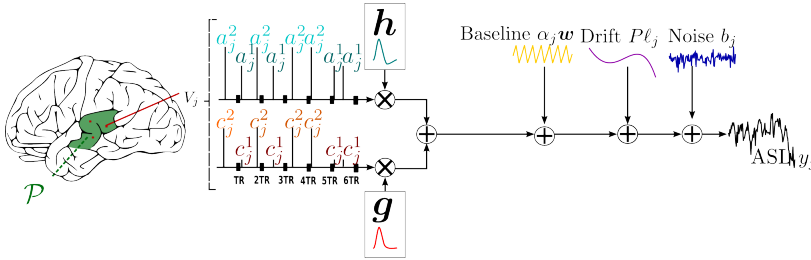 a_j^2 a_j^2 a_j^2 a_j^2
a_j^1 a_j^1 a_j^1 a_j^1
h
Baseline α_j w Drift Pℓ_j Noise b_j
V_j
c_j^2 c_j^2 c_j^2 c_j^2
c_j^1 c_j^1 c_j^1 c_j^1
TR 2TR 3TR 4TR 5TR 6TR
g
ASL y_j
P